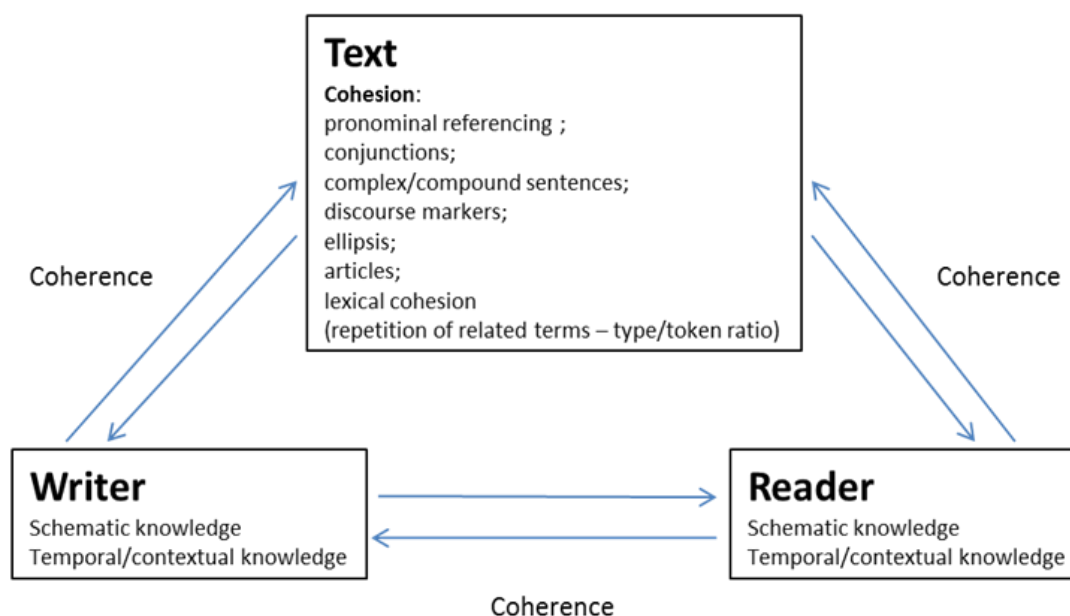 Text
Cohesion:
pronominal referencing ;
conjunctions;
complex/compound sentences;
discourse markers;
ellipsis;
articles;
lexical cohesion
(repetition of related terms – type/token ratio)
Coherence
Coherence
Writer
Schematic knowledge
Temporal/contextual knowledge
Reader
Schematic knowledge
Temporal/contextual knowledge
Coherence